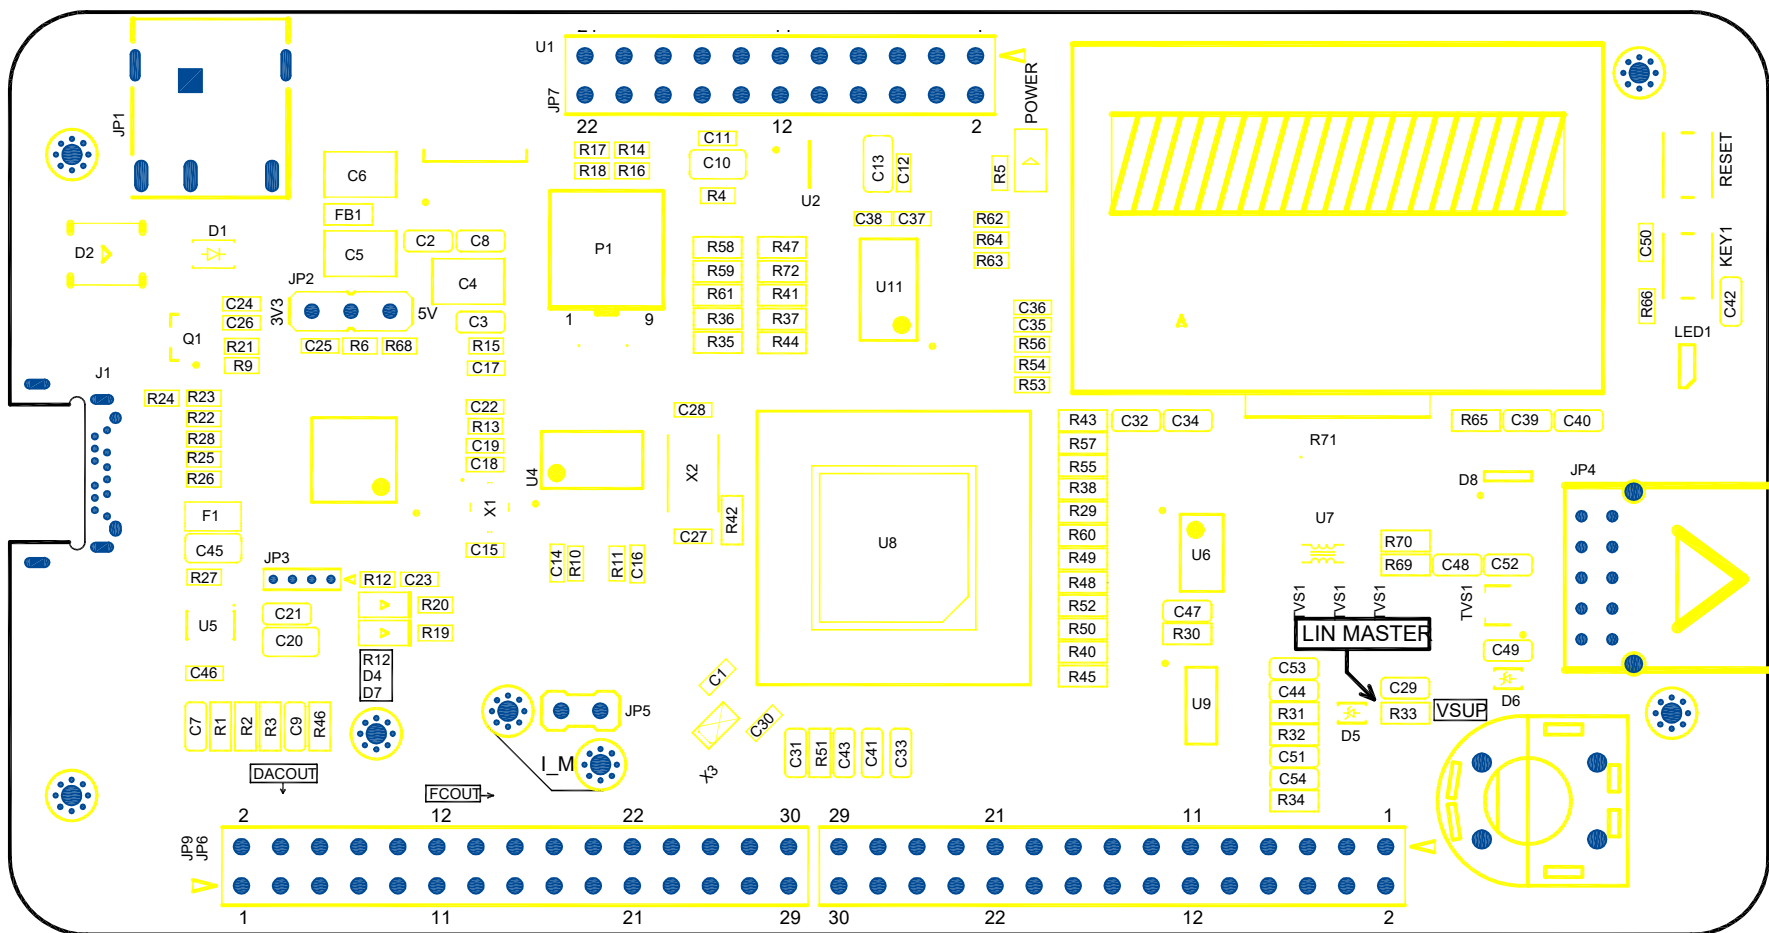 U1
JP7
JP1
22
12
2
POWER
C11
R17
R14
C10
R18
R16
C13
C12
R5
RESET
C6
R4
U2
FB1
C38
C37
R62
D1
D2
C5
C2
C8
P1
R58
R47
R64
R63
C50
KEY1
R59
R72
JP2
C4
R61
R41
U11
C24
3V3
5V
C3
1
9
R36
R37
C36
R66
C42
C26
Q1
R21
C25
R6
R68
R15
R35
R44
C35
R56
LED1
R9
C17
R54
J1
R53
R24
R23
C22
C28
R22
R13
R43
C32
C34
R65
C39
C40
R28
C19
R57
R71
R25
C18
R55
R26
U4
X2
R38
D8
JP4
F1
X1
R42
R29
U7
C45
C15
C27
U8
R60
U6
R70
JP3
R27
R12
C23
C14
R10
R11
C16
R49
R69
C48
C52
R48
C21
R20
R52
C47
TVS1
TVS1
TVS1
TVS1
U5
C20
R19
R50
R30
LIN MASTER
R12
D4
D7
R40
C49
C46
C1
R45
C53
C44
C29
D6
C7
R1
R2
R3
C9
R46
JP5
C30
U9
R31
R33
VSUP
R32
D5
DACOUT
I_M
X3
C31
R51
C43
C41
C33
C51
C54
FCOUT
R34
JP9
JP6
2
12
22
30
29
21
11
1
1
11
21
29
30
22
12
2